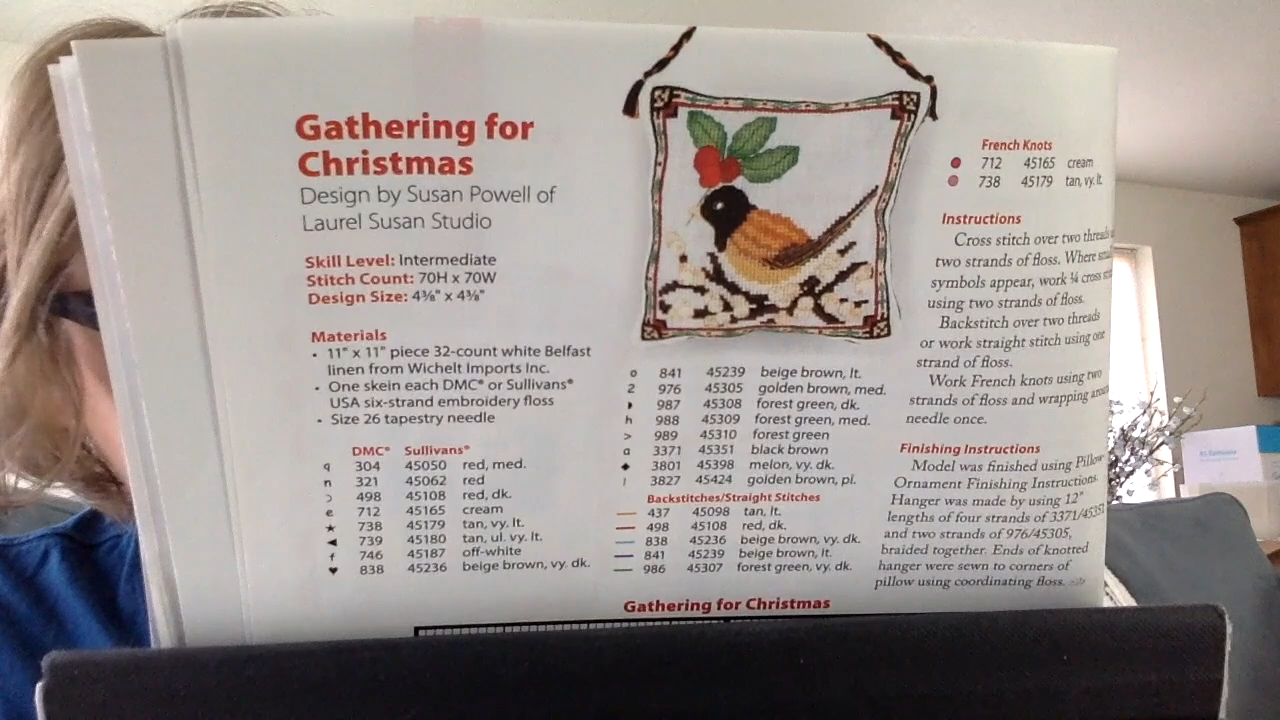 Gathering for
Christmas
Design by Susan Powell of
Laurel Susan Studio
Skill Level: Intermediate
Stitch Count: 70H x 70W
Design Size: 4⅜" x 4⅜"
Materials
• 11" x 11" piece 32-count white Belfast
linen from Wichelt Imports Inc.
• One skein each DMC® or Sullivans®
USA six-strand embroidery floss
• Size 26 tapestry needle
DMC® Sullivans®
q 304 45050 red, med.
n 321 45062 red
ɔ 498 45108 red, dk.
e 712 45165 cream
★ 738 45179 tan, vy. lt.
◄ 739 45180 tan, ul. vy. lt.
f 746 45187 off-white
♥ 838 45236 beige brown, vy. dk.
o 841 45239 beige brown, lt.
2 976 45305 golden brown, med.
◗ 987 45308 forest green, dk.
h 988 45309 forest green, med.
> 989 45310 forest green
a 3371 45351 black brown
◆ 3801 45398 melon, vy. dk.
l 3827 45424 golden brown, pl.
Backstitches/Straight Stitches
437 45098 tan, lt.
498 45108 red, dk.
838 45236 beige brown, vy. dk.
841 45239 beige brown, lt.
986 45307 forest green, vy. dk.
French Knots
712 45165 cream
738 45179 tan, vy. lt.
Instructions
Cross stitch over two threads
two strands of floss. Where
symbols appear, work ¼ cross
using two strands of floss.
Backstitch over two threads
or work straight stitch using one
strand of floss.
Work French knots using two
strands of floss and wrapping around
needle once.
Finishing Instructions
Model was finished using Pillow
Ornament Finishing Instructions.
Hanger was made by using 12"
lengths of four strands of 3371/45351
and two strands of 976/45305,
braided together. Ends of knotted
hanger were sewn to corners of
pillow using coordinating floss.
Gathering for Christmas